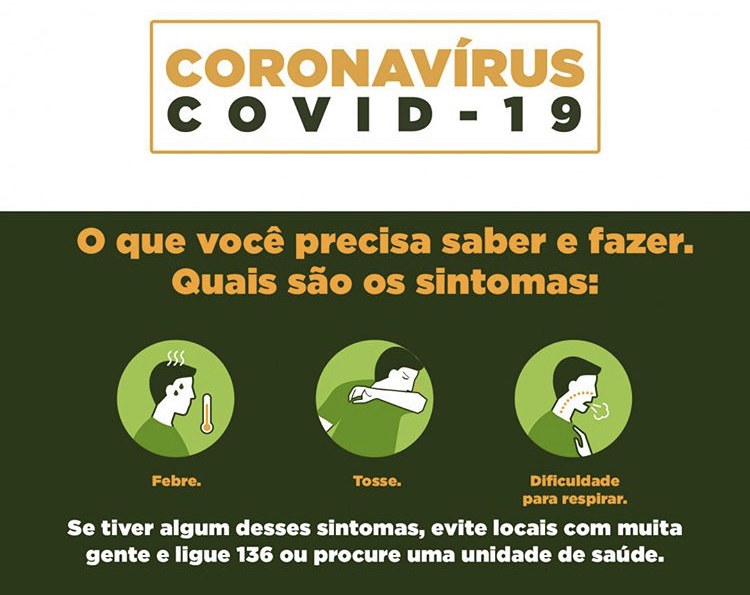 CORONAVÍRUS
COVID-19
O que você precisa saber e fazer.
Quais são os sintomas:
Febre.
Tosse.
Dificuldade
para respirar.
Se tiver algum desses sintomas, evite locais com muita
gente e ligue 136 ou procure uma unidade de saúde.